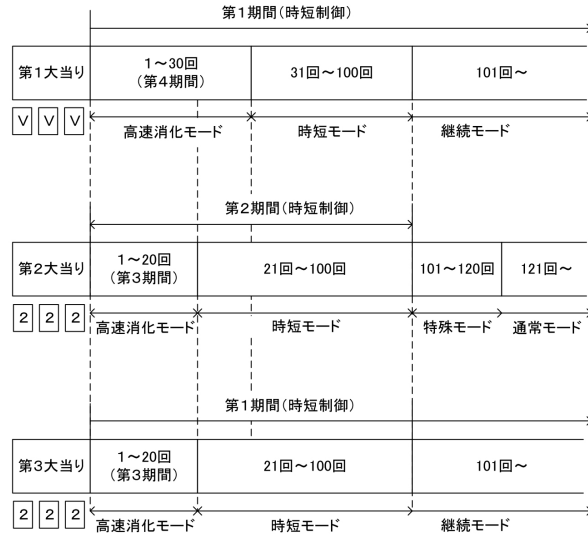 第1期間(時短制御)
第1大当り
1～30回
(第4期間)
31回～100回
101回～
V V V
高速消化モード
時短モード
継続モード
第2期間(時短制御)
第2大当り
1～20回
(第3期間)
21回～100回
101～120回
121回～
2 2 2
高速消化モード
時短モード
特殊モード
通常モード
第1期間(時短制御)
第3大当り
1～20回
(第3期間)
21回～100回
101回～
2 2 2
高速消化モード
時短モード
継続モード